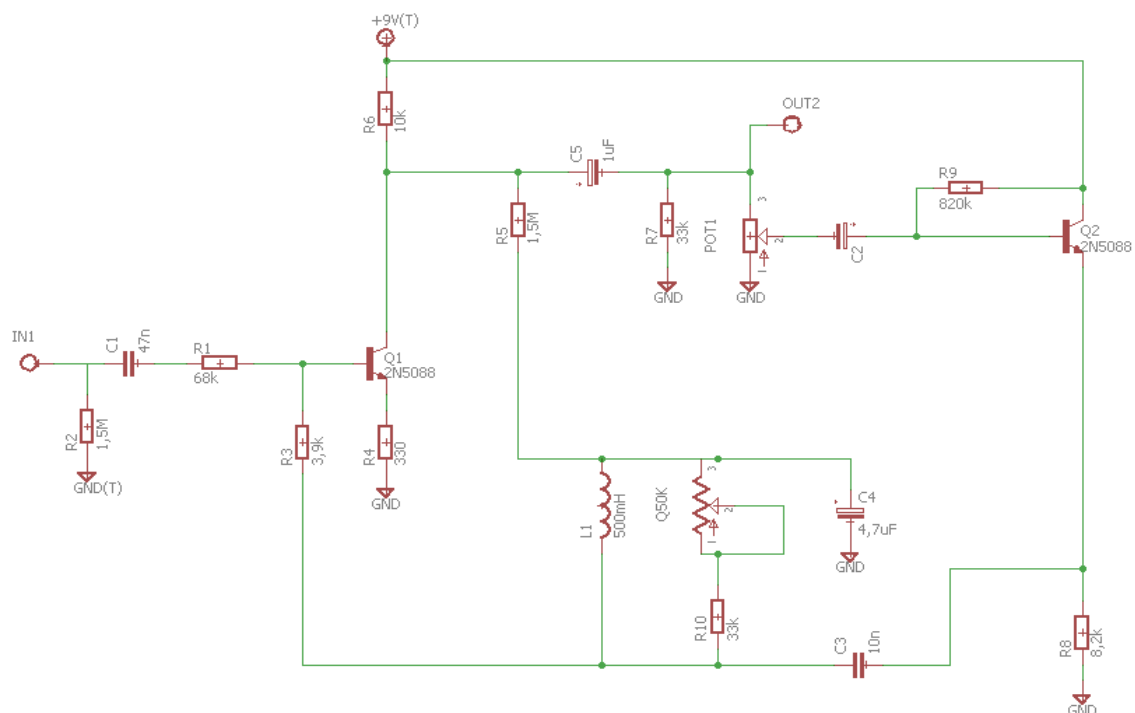 +9V(T)
R6
10k
C5
1uF
OUT2
R9
820k
R5
1,5M
R7
33k
POT1
3
2
1
C2
Q2
2N5088
GND
GND
IN1
C1
47n
R1
68k
Q1
2N5088
R2
1,5M
GND(T)
R3
3,9k
R4
330
GND
L1
500mH
Q50K
3
2
1
C4
4,7uF
GND
R10
33k
C3
10n
R8
8,2k
GND